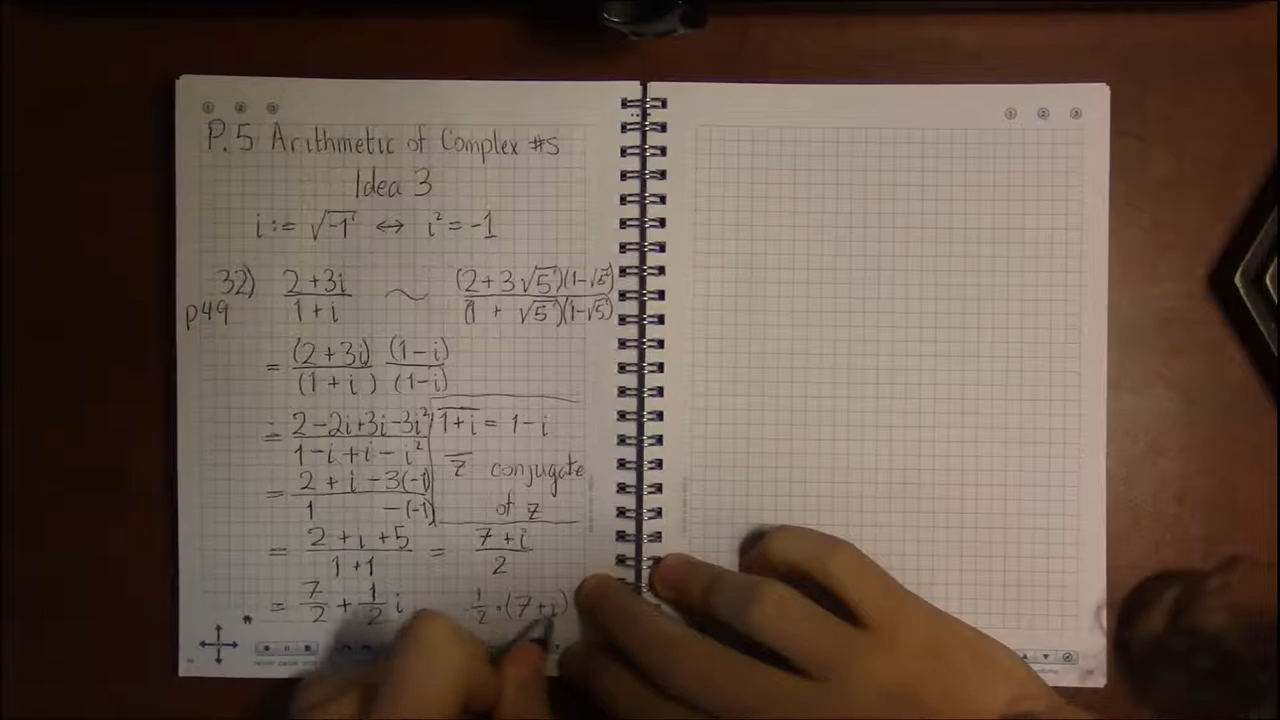 P.5 Arithmetic of Complex #s
Idea 3
i := √-1 ↔ i² = -1
32) (2+3i)/(1+i) ~ ((2+3√5)(1-√5))/((1+√5)(1-√5))
p49
= (2+3i)/(1+i) (1-i)/(1-i)
= (2-2i+3i-3i²)/(1-i+i-i²)
= (2+i-3(-1))/(1-(-1))
1+i = 1-i
z̄ conjugate
of z
= (2+i+5)/(1+1) = (7+i)/2
= 7/2 + 1/2 i 1/2·(7+i)